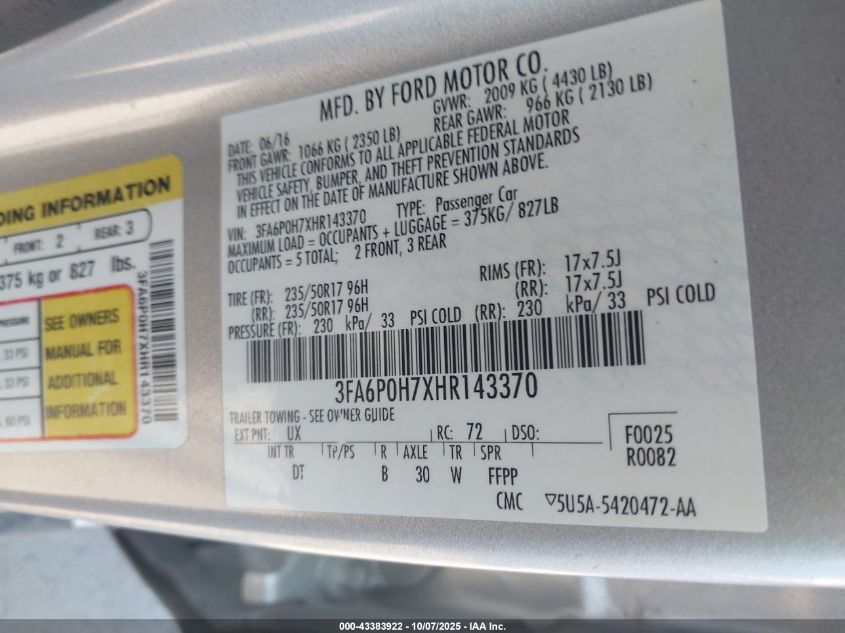 MFD. BY FORD MOTOR CO.
DATE: 06/16 GVWR: 2009 KG ( 4430 LB)
FRONT GAWR: 1066 KG ( 2350 LB) REAR GAWR: 966 KG ( 2130 LB)
THIS VEHICLE CONFORMS TO ALL APPLICABLE FEDERAL MOTOR
VEHICLE SAFETY, BUMPER, AND THEFT PREVENTION STANDARDS
IN EFFECT ON THE DATE OF MANUFACTURE SHOWN ABOVE.
VIN: 3FA6P0H7XHR143370 TYPE: Passenger Car
MAXIMUM LOAD = OCCUPANTS + LUGGAGE = 375KG/ 827LB
OCCUPANTS = 5 TOTAL; 2 FRONT, 3 REAR
TIRE (FR): 235/50R17 96H RIMS (FR): 17x7.5J
(RR): 235/50R17 96H (RR): 17x7.5J
PRESSURE (FR): 230 kPa/ 33 PSI COLD (RR): 230 kPa/ 33 PSI COLD
3FA6P0H7XHR143370
TRAILER TOWING - SEE OWNER GUIDE
EXT PNT: UX RC: 72 DSO: F0025
R0082
INT TR TP/PS R AXLE TR SPR
DT B 30 W FFPP
CMC ▽5U5A-5420472-AA
DING INFORMATION
FRONT: 2 REAR: 3
375 kg or 827 lbs.
PRESSURE SEE OWNERS
33 PSI MANUAL FOR
33 PSI ADDITIONAL
60 PSI INFORMATION
3FA6P0H7XHR143370
000-43383922 - 10/07/2025 - IAA Inc.